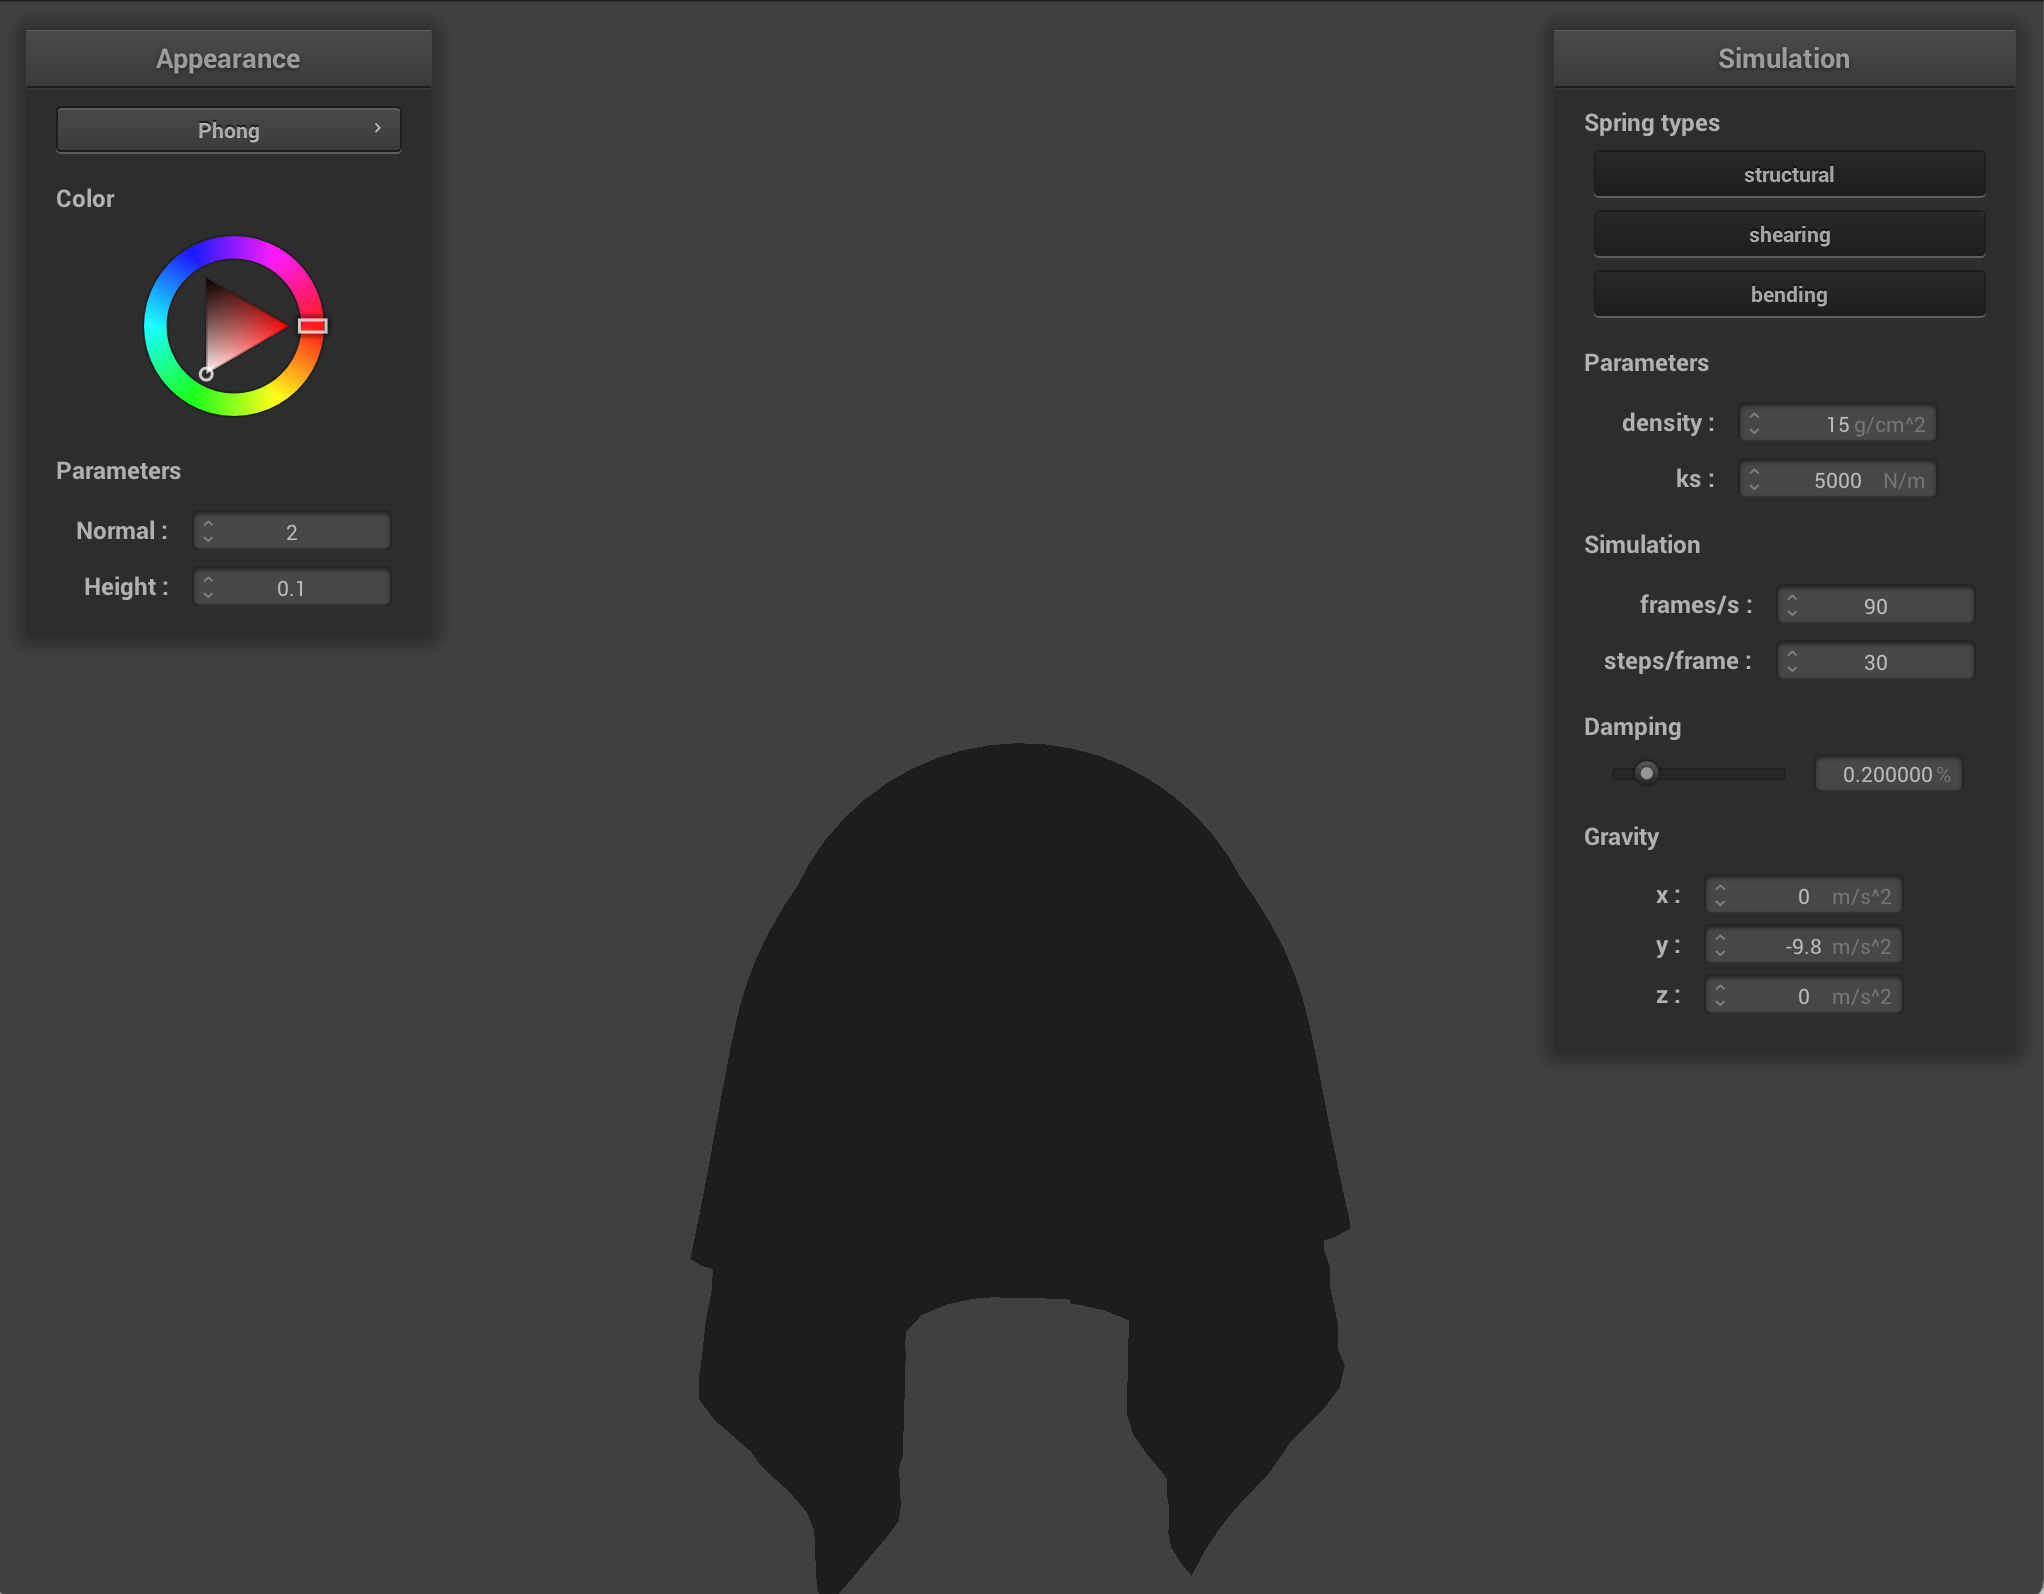 Appearance
Phong
Color
Parameters
Normal : 2
Height : 0.1
Simulation
Spring types
structural
shearing
bending
Parameters
density : 15 g/cm^2
ks : 5000 N/m
Simulation
frames/s : 90
steps/frame : 30
Damping
0.200000 %
Gravity
x : 0 m/s^2
y : -9.8 m/s^2
z : 0 m/s^2